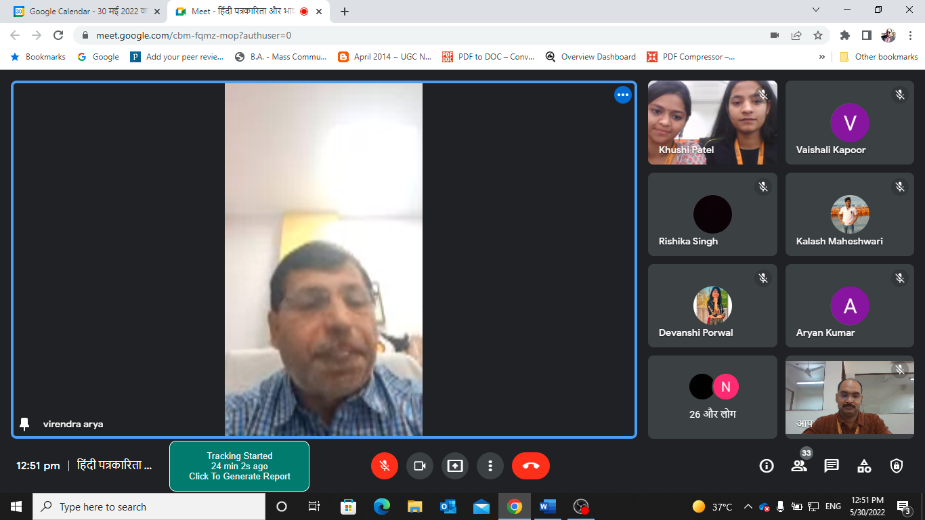 Google Calendar - 30 मई 2022 क
Meet - हिंदी पत्रकारिता और भा
meet.google.com/cbm-fqmz-mop?authuser=0
Bookmarks
Google
Add your peer revie...
B.A. - Mass Commu...
April 2014 ~ UGC N...
PDF to DOC – Conv...
Overview Dashboard
PDF Compressor –...
»
Other bookmarks
Khushi Patel
V
Vaishali Kapoor
Rishika Singh
Kalash Maheshwari
Devanshi Porwal
A
Aryan Kumar
N
26 और लोग
आप
virendra arya
12:51 pm | हिंदी पत्रकारिता ...
Tracking Started
24 min 2s ago
Click To Generate Report
33
Type here to search
37°C
ENG
12:51 PM
5/30/2022
3